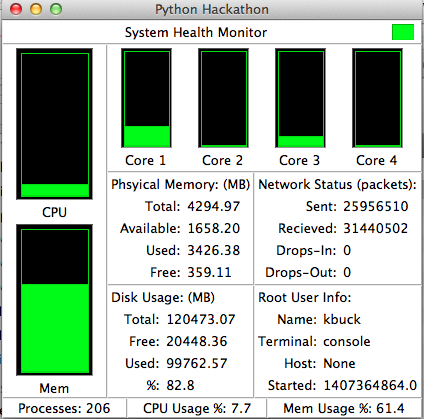 Python Hackathon
System Health Monitor
CPU
Mem
Core 1 Core 2 Core 3 Core 4
Phsyical Memory: (MB)
Total: 4294.97
Available: 1658.20
Used: 3426.38
Free: 359.11
Network Status (packets):
Sent: 25956510
Recieved: 31440502
Drops-In: 0
Drops-Out: 0
Disk Usage: (MB)
Total: 120473.07
Free: 20448.36
Used: 99762.57
%: 82.8
Root User Info:
Name: kbuck
Terminal: console
Host: None
Started: 1407364864.0
Processes: 206 CPU Usage %: 7.7 Mem Usage %: 61.4